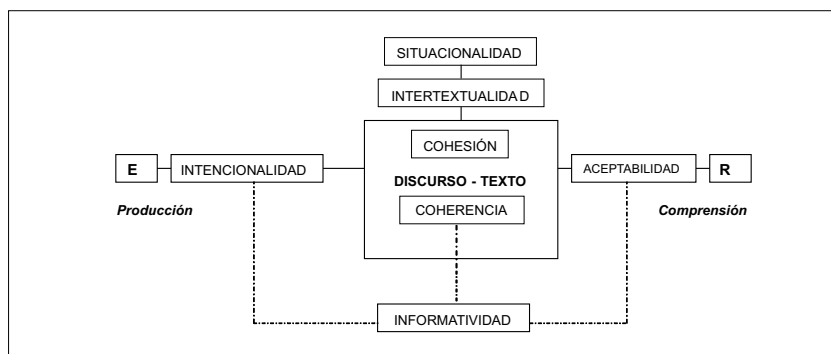 SITUACIONALIDAD
INTERTEXTUALIDAD
COHESIÓN
E
INTENCIONALIDAD
DISCURSO - TEXTO
ACEPTABILIDAD
R
Producción
COHERENCIA
Comprensión
INFORMATIVIDAD